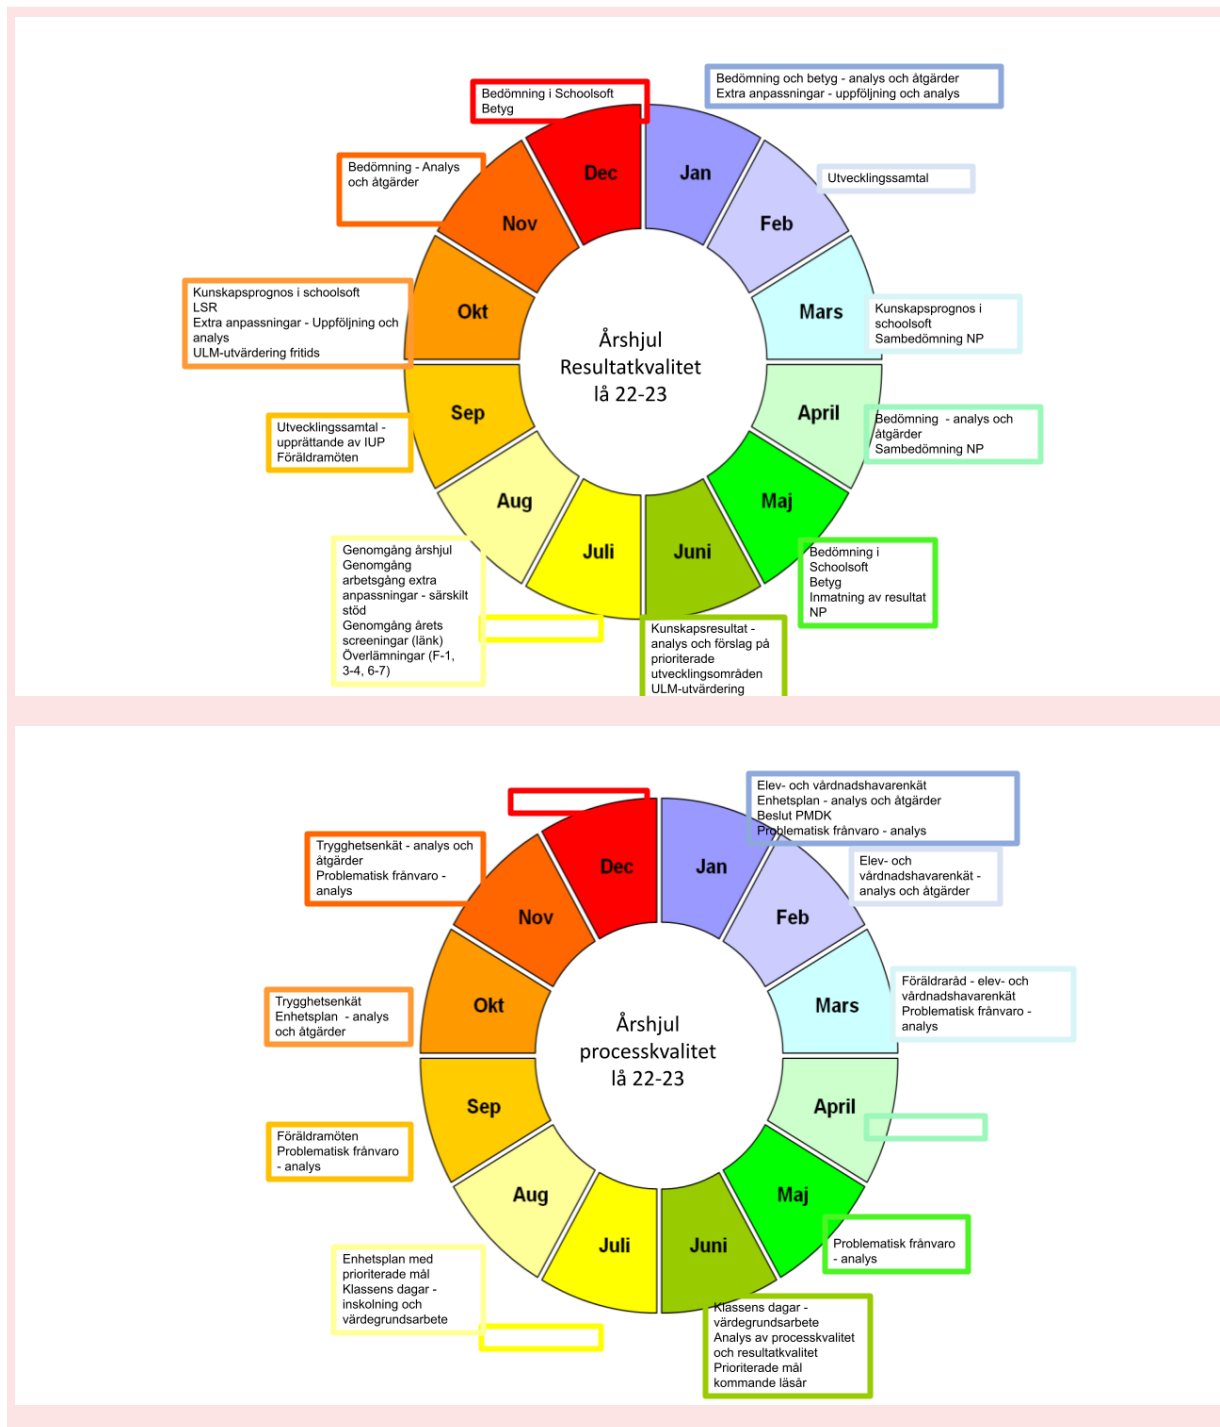 Bedömning i Schoolsoft
Betyg
Bedömning och betyg - analys och åtgärder
Extra anpassningar - uppföljning och analys
Bedömning - Analys
och åtgärder
Dec
Jan
Utvecklingssamtal
Nov
Feb
Kunskapsprognos i schoolsoft
LSR
Extra anpassningar - Uppföljning och
analys
ULM-utvärdering fritids
Okt
Mars
Kunskapsprognos i
schoolsoft
Sambedömning NP
Årshjul
Resultatkvalitet
lå 22-23
Utvecklingssamtal -
upprättande av IUP
Föräldramöten
Sep
April
Bedömning  - analys och
åtgärder
Sambedömning NP
Aug
Maj
Genomgång årshjul
Genomgång
arbetsgång extra
anpassningar - särskilt
stöd
Genomgång årets
screeningar (länk)
Överlämningar (F-1,
3-4, 6-7)
Juli
Juni
Bedömning i
Schoolsoft
Betyg
Inmatning av resultat
NP
Kunskapsresultat -
analys och förslag på
prioriterade
utvecklingsområden
ULM-utvärdering
Elev- och vårdnadshavarenkät
Enhetsplan - analys och åtgärder
Beslut PMDK
Problematisk frånvaro - analys
Trygghetsenkät - analys och
åtgärder
Problematisk frånvaro -
analys
Dec
Jan
Elev- och
vårdnadshavarenkät -
analys och åtgärder
Nov
Feb
Trygghetsenkät
Enhetsplan  - analys
och åtgärder
Okt
Mars
Föräldraråd - elev- och
vårdnadshavarenkät
Problematisk frånvaro -
analys
Årshjul
processkvalitet
lå 22-23
Föräldramöten
Problematisk frånvaro
- analys
Sep
April
Aug
Maj
Enhetsplan med
prioriterade mål
Klassens dagar -
inskolning och
värdegrundsarbete
Juli
Juni
Problematisk frånvaro
- analys
Klassens dagar -
värdegrundsarbete
Analys av processkvalitet
och resultatkvalitet
Prioriterade mål
kommande läsår